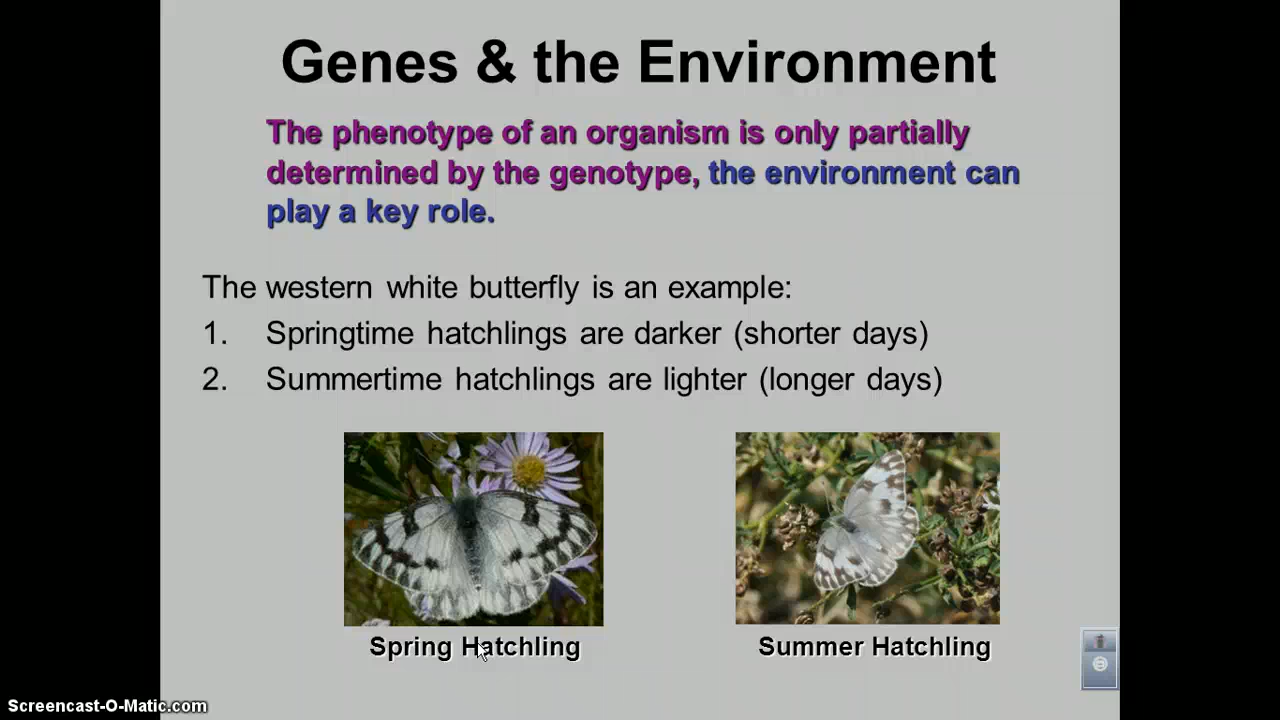 Genes & the Environment
The phenotype of an organism is only partially
determined by the genotype, the environment can
play a key role.
The western white butterfly is an example:
1. Springtime hatchlings are darker (shorter days)
2. Summertime hatchlings are lighter (longer days)
Spring Hatchling
Summer Hatchling
Screencast-O-Matic.com